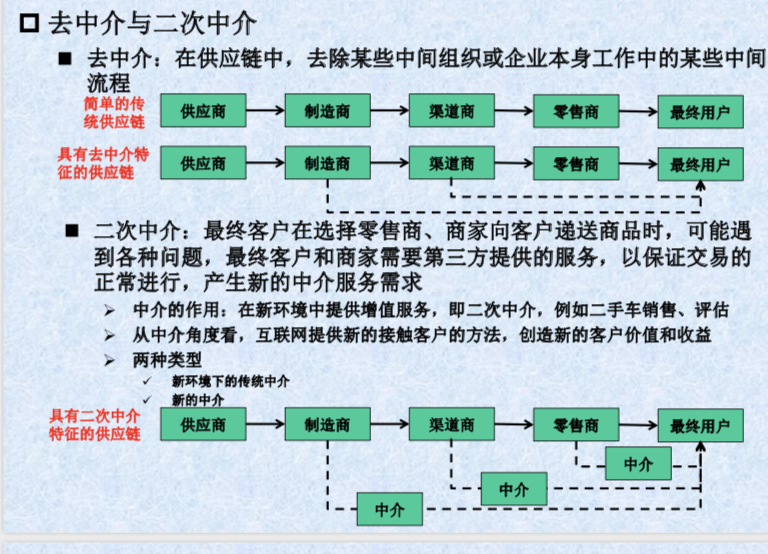 去中介与二次中介
去中介：在供应链中，去除某些中间组织或企业本身工作中的某些中间
流程
简单的传
统供应链
供应商 制造商 渠道商 零售商 最终用户
具有去中介特
征的供应链
供应商 制造商 渠道商 零售商 最终用户
二次中介：最终客户在选择零售商、商家向客户递送商品时，可能遇
到各种问题，最终客户和商家需要第三方提供的服务，以保证交易的
正常进行，产生新的中介服务需求
中介的作用：在新环境中提供增值服务，即二次中介，例如二手车销售、评估
从中介角度看，互联网提供新的接触客户的方法，创造新的客户价值和收益
两种类型
新环境下的传统中介
新的中介
具有二次中介
特征的供应链
供应商 制造商 渠道商 零售商 最终用户
中介
中介
中介